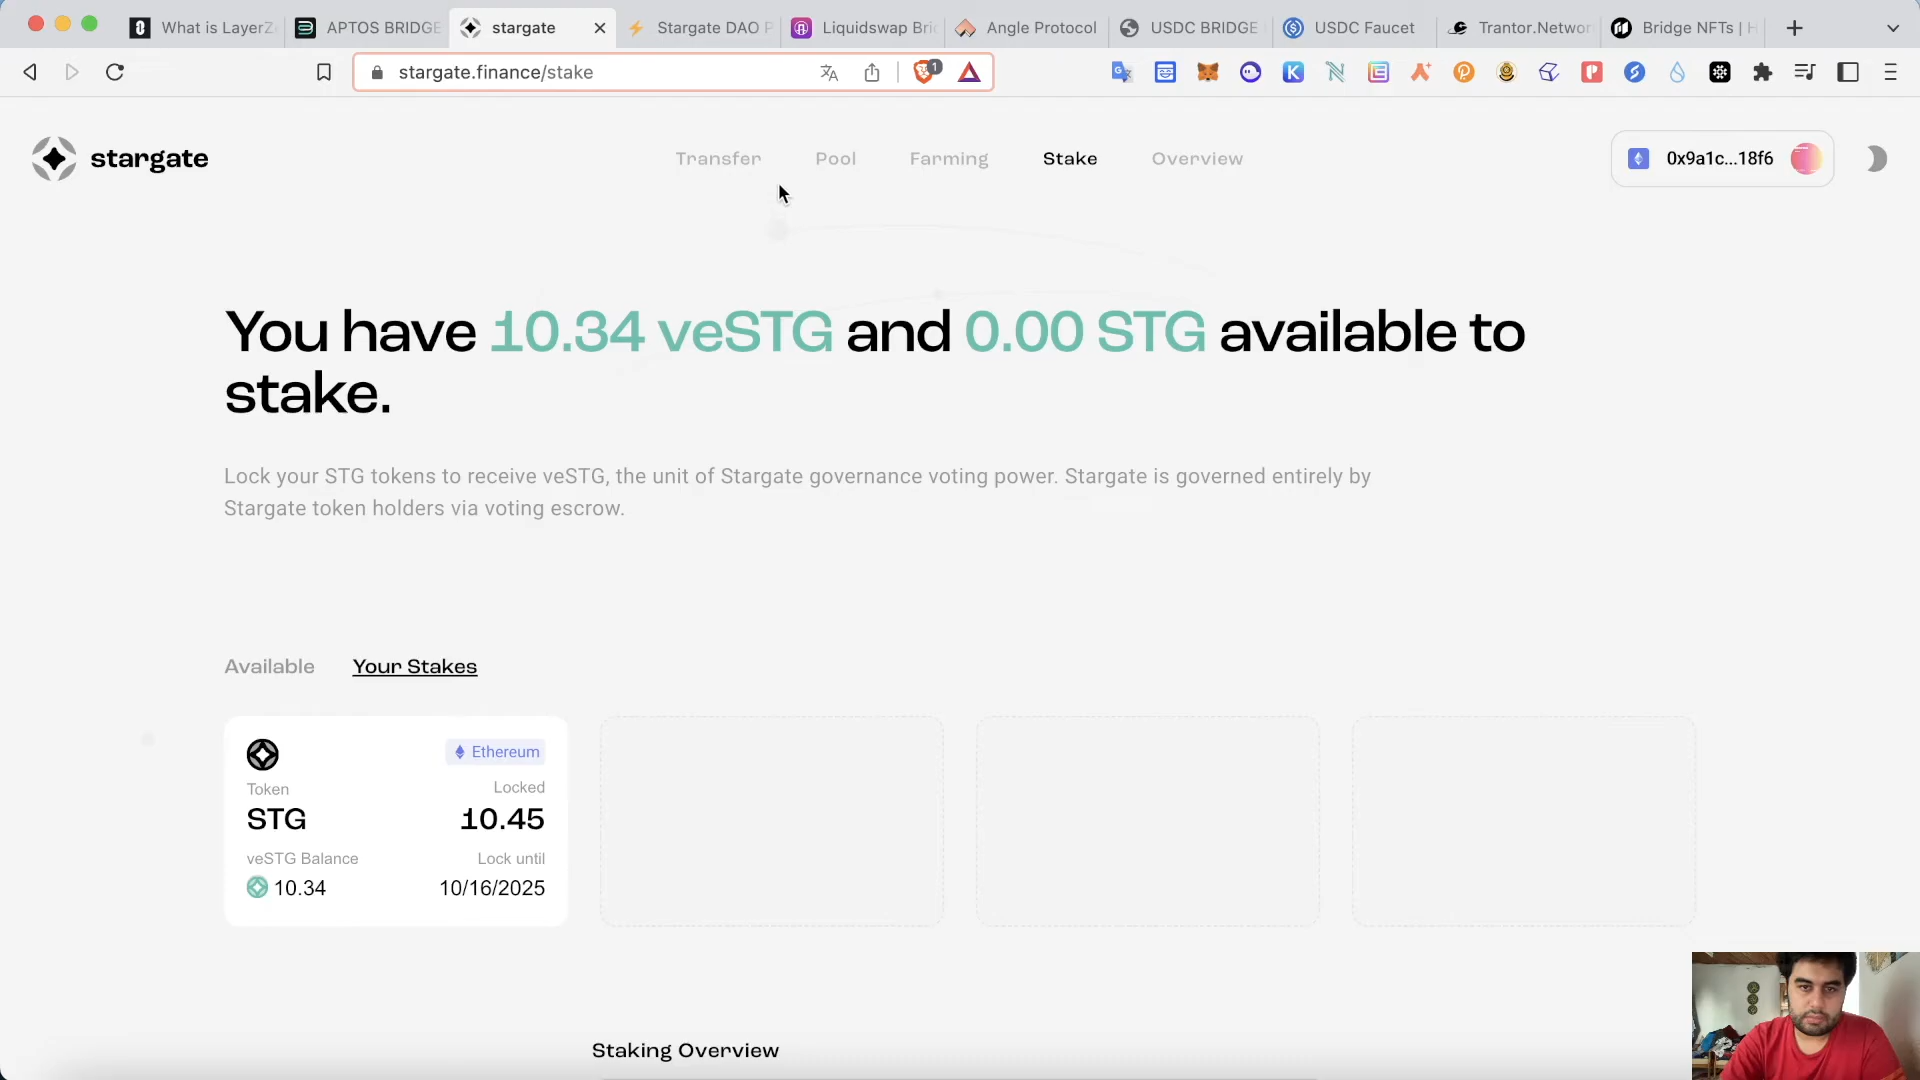 What is LayerZ
APTOS BRIDGE
stargate
Stargate DAO P
Liquidswap Bri
Angle Protocol
USDC BRIDGE
USDC Faucet
Trantor.Networ
Bridge NFTs | H
stargate.finance/stake
1
stargate
Transfer
Pool
Farming
Stake
Overview
0x9a1c...18f6
You have 10.34 veSTG and 0.00 STG available to
stake.
Lock your STG tokens to receive veSTG, the unit of Stargate governance voting power. Stargate is governed entirely by
Stargate token holders via voting escrow.
Available
Your Stakes
Ethereum
Token
Locked
STG
10.45
veSTG Balance
Lock until
10.34
10/16/2025
Staking Overview